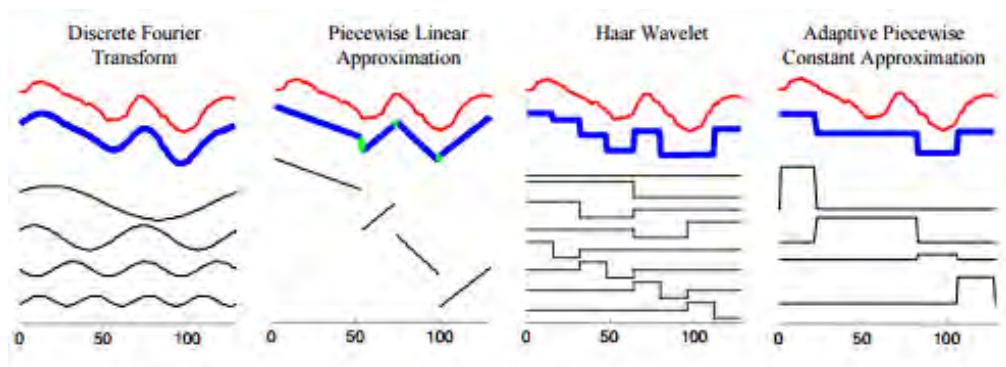 Discrete Fourier
Transform
Piecewise Linear
Approximation
Haar Wavelet
Adaptive Piecewise
Constant Approximation
0 50 100
0 50 100
0 50 100
0 50 100